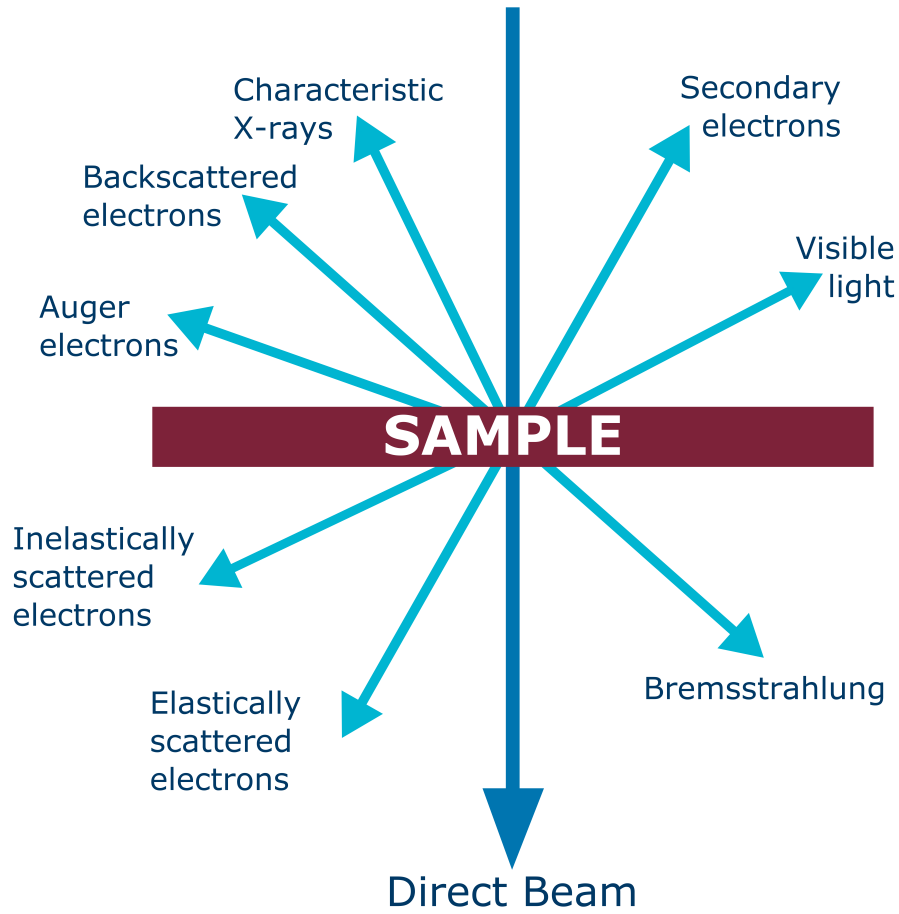 Characteristic
X-rays
Secondary
electrons
Backscattered
electrons
Visible
light
Auger
electrons
SAMPLE
Inelastically
scattered
electrons
Elastically
scattered
electrons
Bremsstrahlung
Direct Beam